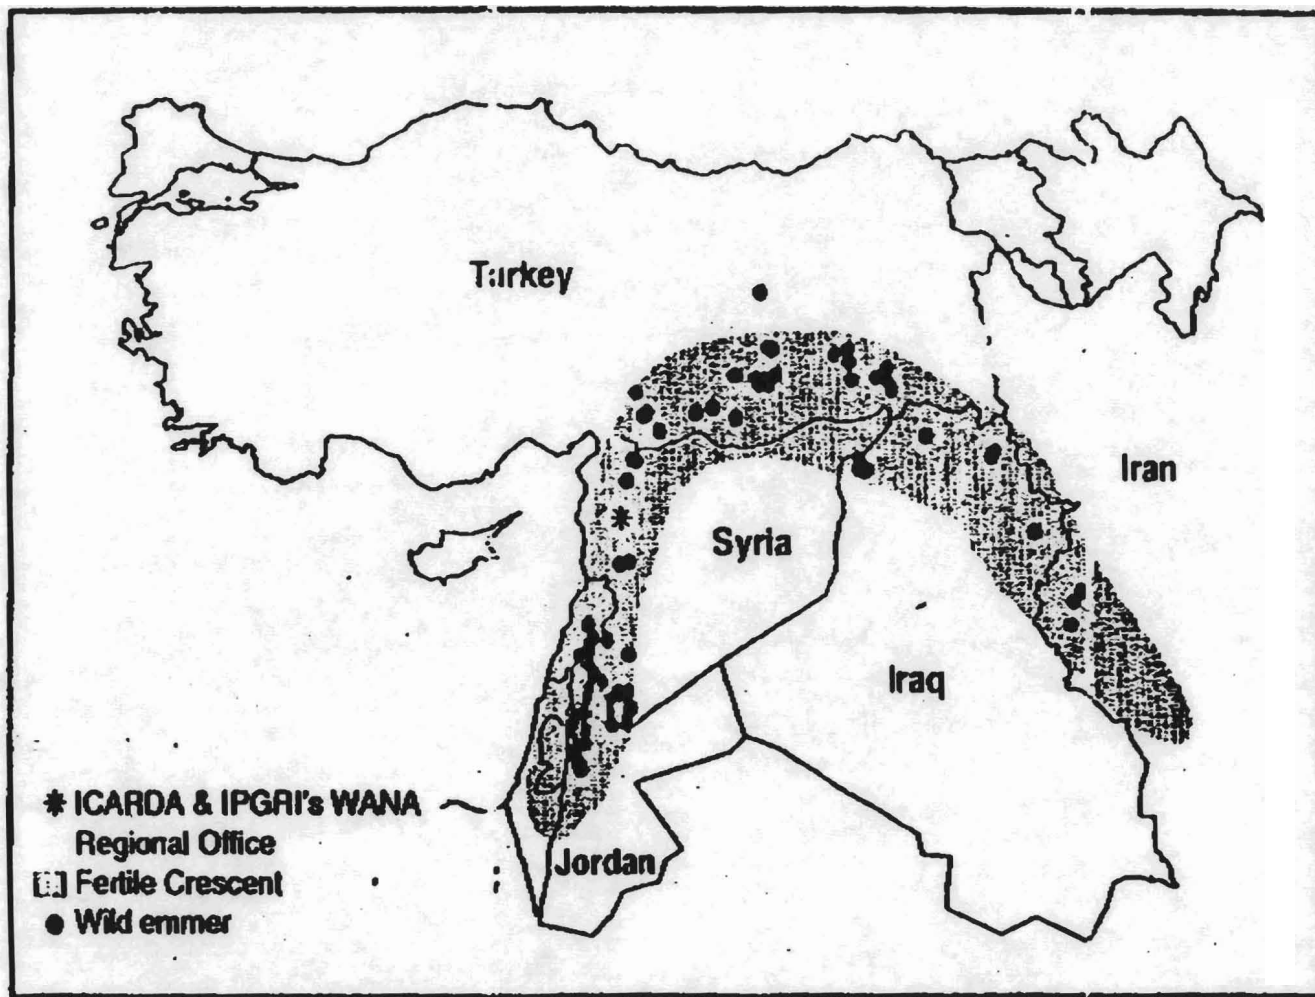 Turkey
Iran
Syria
Iraq
Jordan
* ICARDA & IPGRI's WANA
Regional Office
Fertile Crescent
Wild emmer